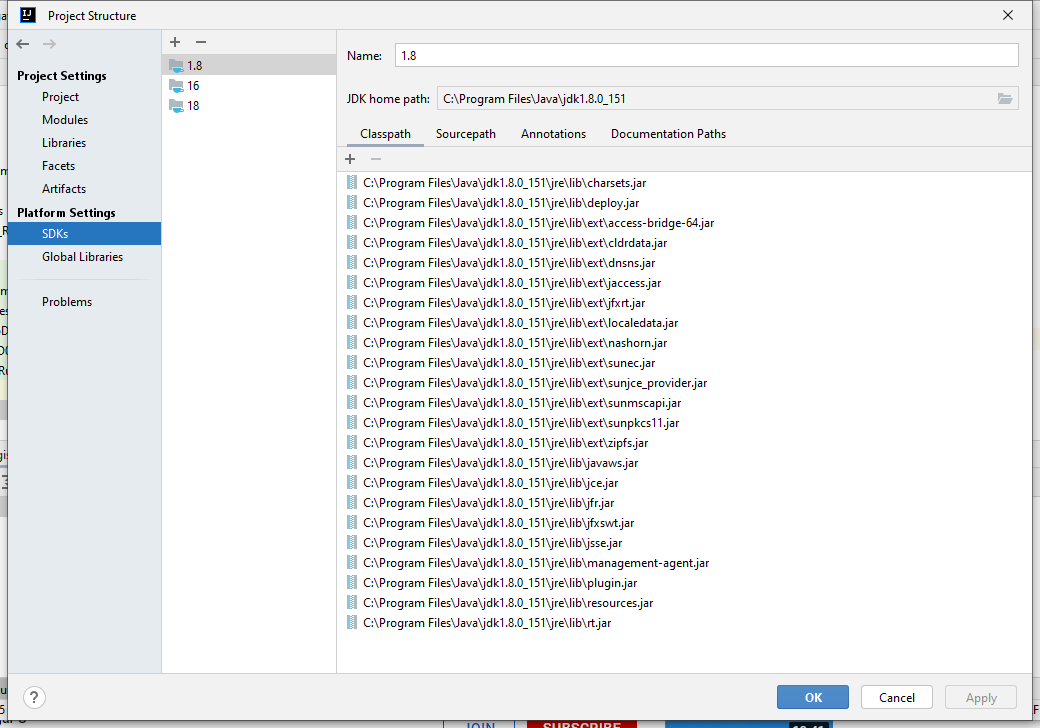 Project Structure
Project Settings
Project
Modules
Libraries
Facets
Artifacts
Platform Settings
SDKs
Global Libraries
Problems
1.8
16
18
Name: 1.8
JDK home path: C:\Program Files\Java\jdk1.8.0_151
Classpath Sourcepath Annotations Documentation Paths
C:\Program Files\Java\jdk1.8.0_151\jre\lib\charsets.jar
C:\Program Files\Java\jdk1.8.0_151\jre\lib\deploy.jar
C:\Program Files\Java\jdk1.8.0_151\jre\lib\ext\access-bridge-64.jar
C:\Program Files\Java\jdk1.8.0_151\jre\lib\ext\cldrdata.jar
C:\Program Files\Java\jdk1.8.0_151\jre\lib\ext\dnsns.jar
C:\Program Files\Java\jdk1.8.0_151\jre\lib\ext\jaccess.jar
C:\Program Files\Java\jdk1.8.0_151\jre\lib\ext\jfxrt.jar
C:\Program Files\Java\jdk1.8.0_151\jre\lib\ext\localedata.jar
C:\Program Files\Java\jdk1.8.0_151\jre\lib\ext\nashorn.jar
C:\Program Files\Java\jdk1.8.0_151\jre\lib\ext\sunec.jar
C:\Program Files\Java\jdk1.8.0_151\jre\lib\ext\sunjce_provider.jar
C:\Program Files\Java\jdk1.8.0_151\jre\lib\ext\sunmscapi.jar
C:\Program Files\Java\jdk1.8.0_151\jre\lib\ext\sunpkcs11.jar
C:\Program Files\Java\jdk1.8.0_151\jre\lib\ext\zipfs.jar
C:\Program Files\Java\jdk1.8.0_151\jre\lib\javaws.jar
C:\Program Files\Java\jdk1.8.0_151\jre\lib\jce.jar
C:\Program Files\Java\jdk1.8.0_151\jre\lib\jfr.jar
C:\Program Files\Java\jdk1.8.0_151\jre\lib\jfxswt.jar
C:\Program Files\Java\jdk1.8.0_151\jre\lib\jsse.jar
C:\Program Files\Java\jdk1.8.0_151\jre\lib\management-agent.jar
C:\Program Files\Java\jdk1.8.0_151\jre\lib\plugin.jar
C:\Program Files\Java\jdk1.8.0_151\jre\lib\resources.jar
C:\Program Files\Java\jdk1.8.0_151\jre\lib\rt.jar
? OK Cancel Apply
JOIN SUBSCRIBE